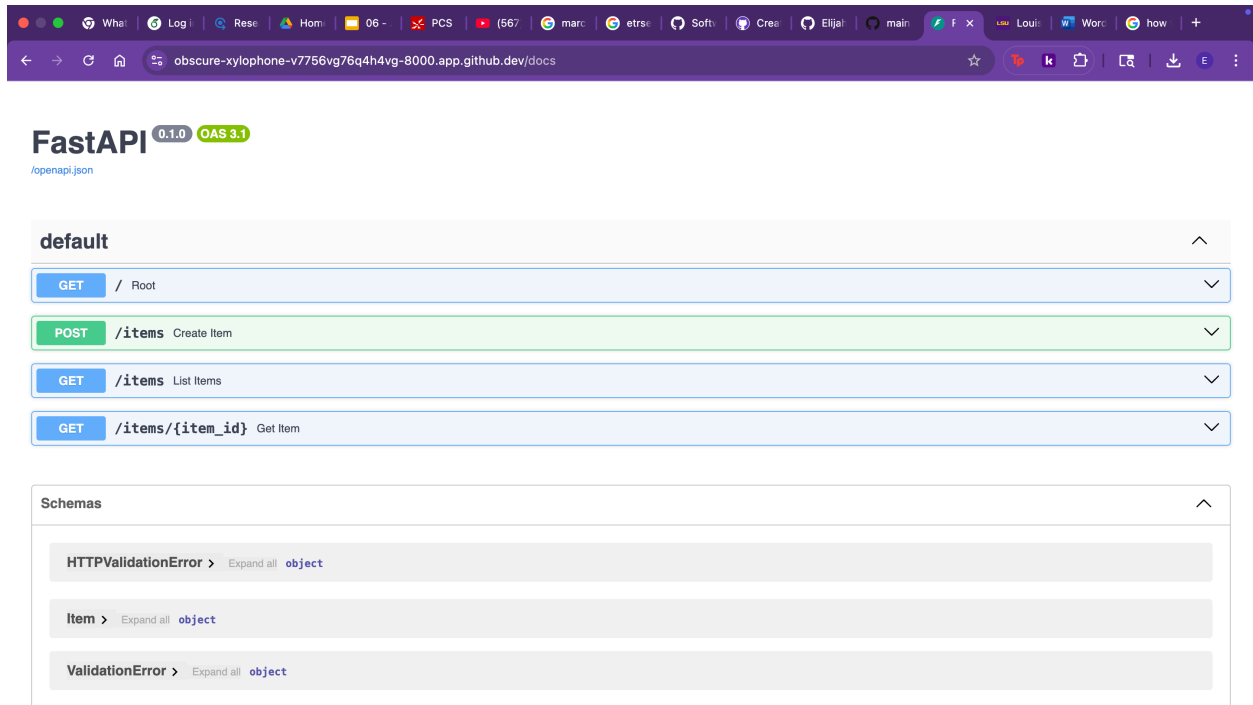 What Log i Rese Home 06 - PCS (567 marc etrse Softw Crea Elijah main F LSU Louis Word how
obscure-xylophone-v7756vg76q4h4vg-8000.app.github.dev/docs Tp k E
FastAPI 0.1.0 OAS 3.1
/openapi.json
default
GET / Root
POST /items Create Item
GET /items List Items
GET /items/{item_id} Get Item
Schemas
HTTPValidationError > Expand all object
Item > Expand all object
ValidationError > Expand all object